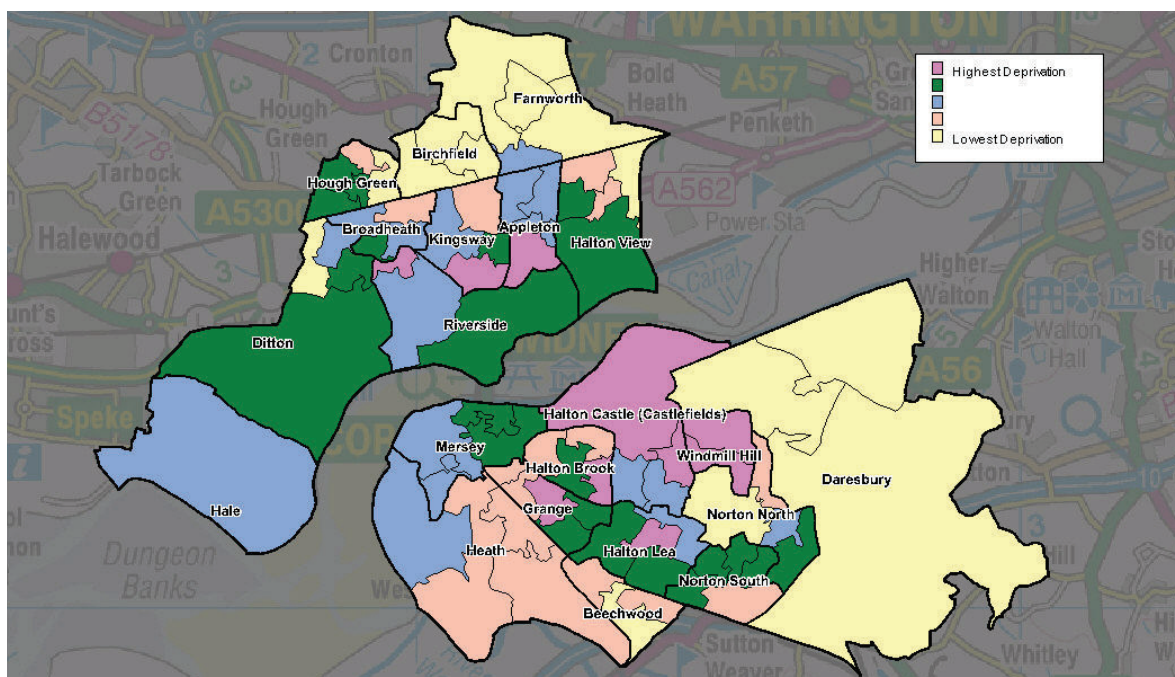 WARRINGTON
Cronton
Bold
Heath
A57
Hough
Green
B5178
Tarbock
Green
A5300
Halewood
Penketh
A562
Power Sta
Canal
Higher
Walton
Walton
Hall
A56
Speke
WIDNE
Dungeon
Banks
Sutton
Weaver
Whitley
Highest Deprivation
Lowest Deprivation
Farnworth
Birchfield
Hough Green
Broadheath
Kingsway
Appleton
Halton View
Riverside
Ditton
Hale
Halton Castle (Castlefields)
Mersey
Windmill Hill
Halton Brook
Daresbury
Grange
Norton North
Heath
Halton Lea
Norton South
Beechwood